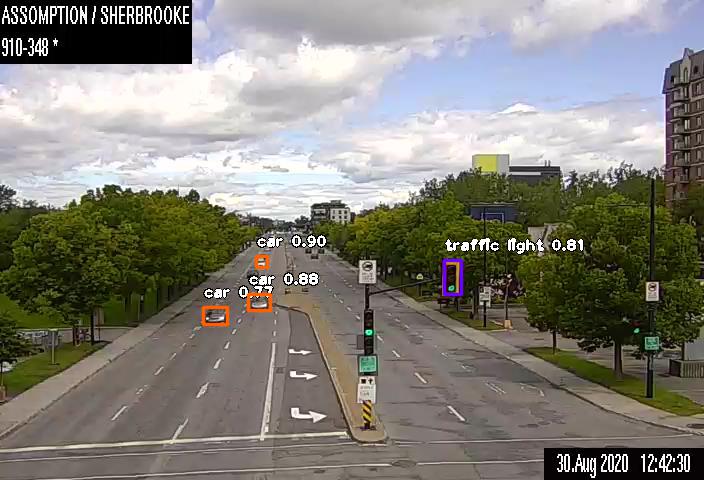 ASSOMPTION / SHERBROOKE
910-348 *
car 0.90
car 0.88
car 0.77
traffic light 0.81
30.Aug 2020 12:42:30